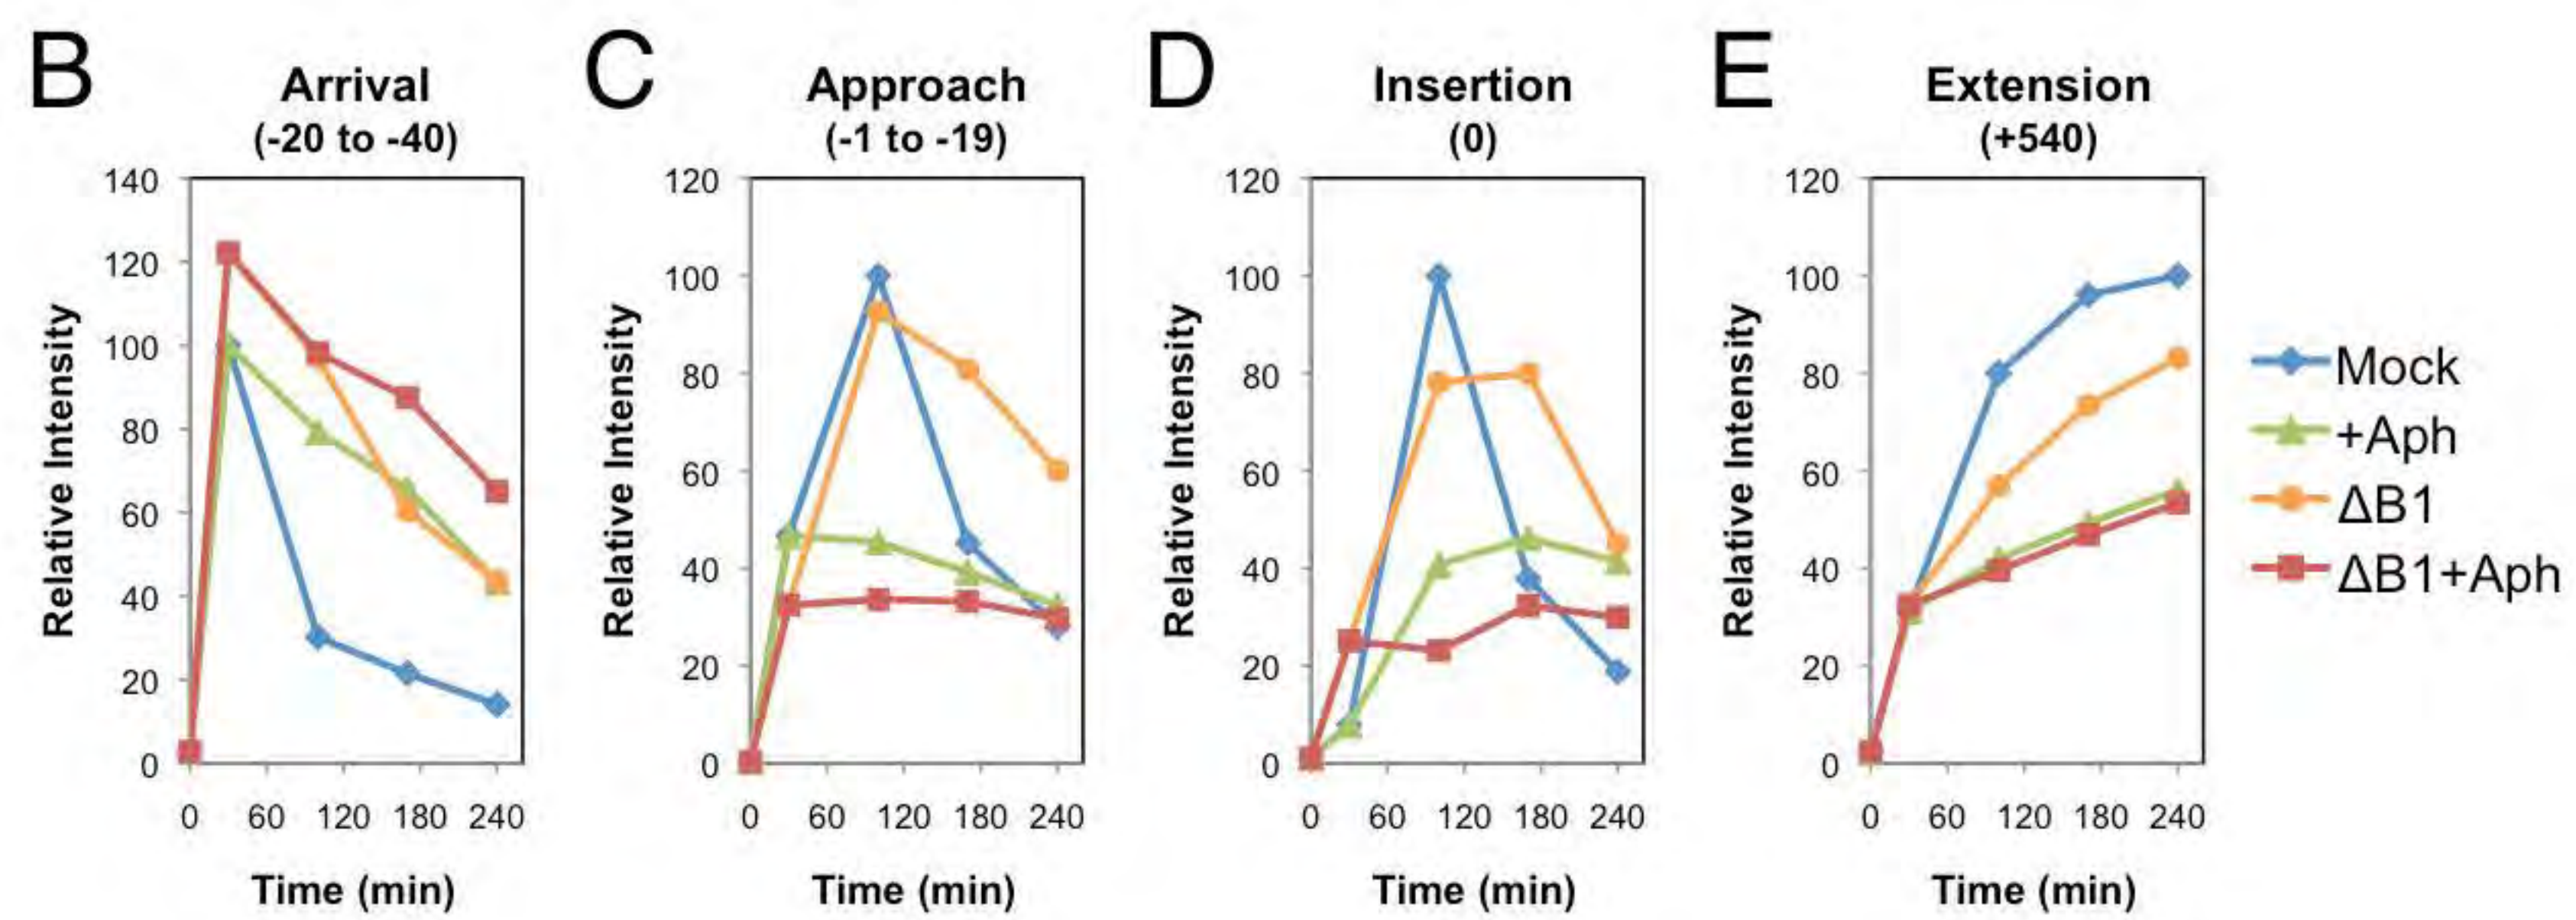 B
Arrival
(-20 to -40)
Relative Intensity
140
120
100
80
60
40
20
0
0 60 120 180 240
Time (min)
C
Approach
(-1 to -19)
Relative Intensity
120
100
80
60
40
20
0
0 60 120 180 240
Time (min)
D
Insertion
(0)
Relative Intensity
120
100
80
60
40
20
0
0 60 120 180 240
Time (min)
E
Extension
(+540)
Relative Intensity
120
100
80
60
40
20
0
0 60 120 180 240
Time (min)
Mock
+Aph
ΔB1
ΔB1+Aph